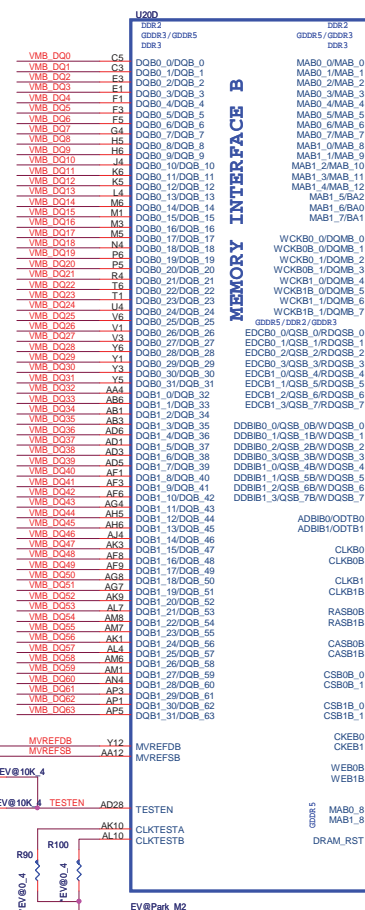 U20D
DDR2
GDDR3/GDDR5
DDR3
VMB_DQ0 C5 DQB0_0/DQB_0
VMB_DQ1 C3 DQB0_1/DQB_1
VMB_DQ2 E3 DQB0_2/DQB_2
VMB_DQ3 E1 DQB0_3/DQB_3
VMB_DQ4 F1 DQB0_4/DQB_4
VMB_DQ5 F3 DQB0_5/DQB_5
VMB_DQ6 F5 DQB0_6/DQB_6
VMB_DQ7 G4 DQB0_7/DQB_7
VMB_DQ8 H5 DQB0_8/DQB_8
VMB_DQ9 H6 DQB0_9/DQB_9
VMB_DQ10 J4 DQB0_10/DQB_10
VMB_DQ11 K6 DQB0_11/DQB_11
VMB_DQ12 K5 DQB0_12/DQB_12
VMB_DQ13 L4 DQB0_13/DQB_13
VMB_DQ14 M6 DQB0_14/DQB_14
VMB_DQ15 M1 DQB0_15/DQB_15
VMB_DQ16 M3 DQB0_16/DQB_16
VMB_DQ17 M5 DQB0_17/DQB_17
VMB_DQ18 N4 DQB0_18/DQB_18
VMB_DQ19 P6 DQB0_19/DQB_19
VMB_DQ20 P5 DQB0_20/DQB_20
VMB_DQ21 R4 DQB0_21/DQB_21
VMB_DQ22 T6 DQB0_22/DQB_22
VMB_DQ23 T1 DQB0_23/DQB_23
VMB_DQ24 U4 DQB0_24/DQB_24
VMB_DQ25 V6 DQB0_25/DQB_25
VMB_DQ26 V1 DQB0_26/DQB_26
VMB_DQ27 V3 DQB0_27/DQB_27
VMB_DQ28 Y6 DQB0_28/DQB_28
VMB_DQ29 Y1 DQB0_29/DQB_29
VMB_DQ30 Y3 DQB0_30/DQB_30
VMB_DQ31 Y5 DQB0_31/DQB_31
VMB_DQ32 AA4 DQB1_0/DQB_32
VMB_DQ33 AB6 DQB1_1/DQB_33
VMB_DQ34 AB1 DQB1_2/DQB_34
VMB_DQ35 AB3 DQB1_3/DQB_35
VMB_DQ36 AD6 DQB1_4/DQB_36
VMB_DQ37 AD1 DQB1_5/DQB_37
VMB_DQ38 AD3 DQB1_6/DQB_38
VMB_DQ39 AD5 DQB1_7/DQB_39
VMB_DQ40 AF1 DQB1_8/DQB_40
VMB_DQ41 AF3 DQB1_9/DQB_41
VMB_DQ42 AF6 DQB1_10/DQB_42
VMB_DQ43 AG4 DQB1_11/DQB_43
VMB_DQ44 AH5 DQB1_12/DQB_44
VMB_DQ45 AH6 DQB1_13/DQB_45
VMB_DQ46 AJ4 DQB1_14/DQB_46
VMB_DQ47 AK3 DQB1_15/DQB_47
VMB_DQ48 AF8 DQB1_16/DQB_48
VMB_DQ49 AF9 DQB1_17/DQB_49
VMB_DQ50 AG8 DQB1_18/DQB_50
VMB_DQ51 AG7 DQB1_19/DQB_51
VMB_DQ52 AK9 DQB1_20/DQB_52
VMB_DQ53 AL7 DQB1_21/DQB_53
VMB_DQ54 AM8 DQB1_22/DQB_54
VMB_DQ55 AM7 DQB1_23/DQB_55
VMB_DQ56 AK1 DQB1_24/DQB_56
VMB_DQ57 AL4 DQB1_25/DQB_57
VMB_DQ58 AM6 DQB1_26/DQB_58
VMB_DQ59 AM1 DQB1_27/DQB_59
VMB_DQ60 AN4 DQB1_28/DQB_60
VMB_DQ61 AP3 DQB1_29/DQB_61
VMB_DQ62 AP1 DQB1_30/DQB_62
VMB_DQ63 AP5 DQB1_31/DQB_63
MVREFDB Y12 MVREFDB
MVREFSB AA12 MVREFSB
EV@10K_4
EV@10K_4 TESTEN AD28 TESTEN
AK10 CLKTESTA
AL10 CLKTESTB
R90
R100
EV@0_4
*EV@0_4
MEMORY INTERFACE B
DDR2
GDDR5/GDDR3
DDR3
MAB0_0/MAB_0
MAB0_1/MAB_1
MAB0_2/MAB_2
MAB0_3/MAB_3
MAB0_4/MAB_4
MAB0_5/MAB_5
MAB0_6/MAB_6
MAB0_7/MAB_7
MAB1_0/MAB_8
MAB1_1/MAB_9
MAB1_2/MAB_10
MAB1_3/MAB_11
MAB1_4/MAB_12
MAB1_5/BA2
MAB1_6/BA0
MAB1_7/BA1
WCKB0_0/DQMB_0
WCKB0B_0/DQMB_1
WCKB0_1/DQMB_2
WCKB0B_1/DQMB_3
WCKB1_0/DQMB_4
WCKB1B_0/DQMB_5
WCKB1_1/DQMB_6
WCKB1B_1/DQMB_7
GDDR5/DDR2/GDDR3
EDCB0_0/QSB_0/RDQSB_0
EDCB0_1/QSB_1/RDQSB_1
EDCB0_2/QSB_2/RDQSB_2
EDCB0_3/QSB_3/RDQSB_3
EDCB1_0/QSB_4/RDQSB_4
EDCB1_1/QSB_5/RDQSB_5
EDCB1_2/QSB_6/RDQSB_6
EDCB1_3/QSB_7/RDQSB_7
DDBIB0_0/QSB_0B/WDQSB_0
DDBIB0_1/QSB_1B/WDQSB_1
DDBIB0_2/QSB_2B/WDQSB_2
DDBIB0_3/QSB_3B/WDQSB_3
DDBIB1_0/QSB_4B/WDQSB_4
DDBIB1_1/QSB_5B/WDQSB_5
DDBIB1_2/QSB_6B/WDQSB_6
DDBIB1_3/QSB_7B/WDQSB_7
ADBIB0/ODTB0
ADBIB1/ODTB1
CLKB0
CLKB0B
CLKB1
CLKB1B
RASB0B
RASB1B
CASB0B
CASB1B
CSB0B_0
CSB0B_1
CSB1B_0
CSB1B_1
CKEB0
CKEB1
WEB0B
WEB1B
GDDR5
MAB0_8
MAB1_8
DRAM_RST
EV@Park_M2